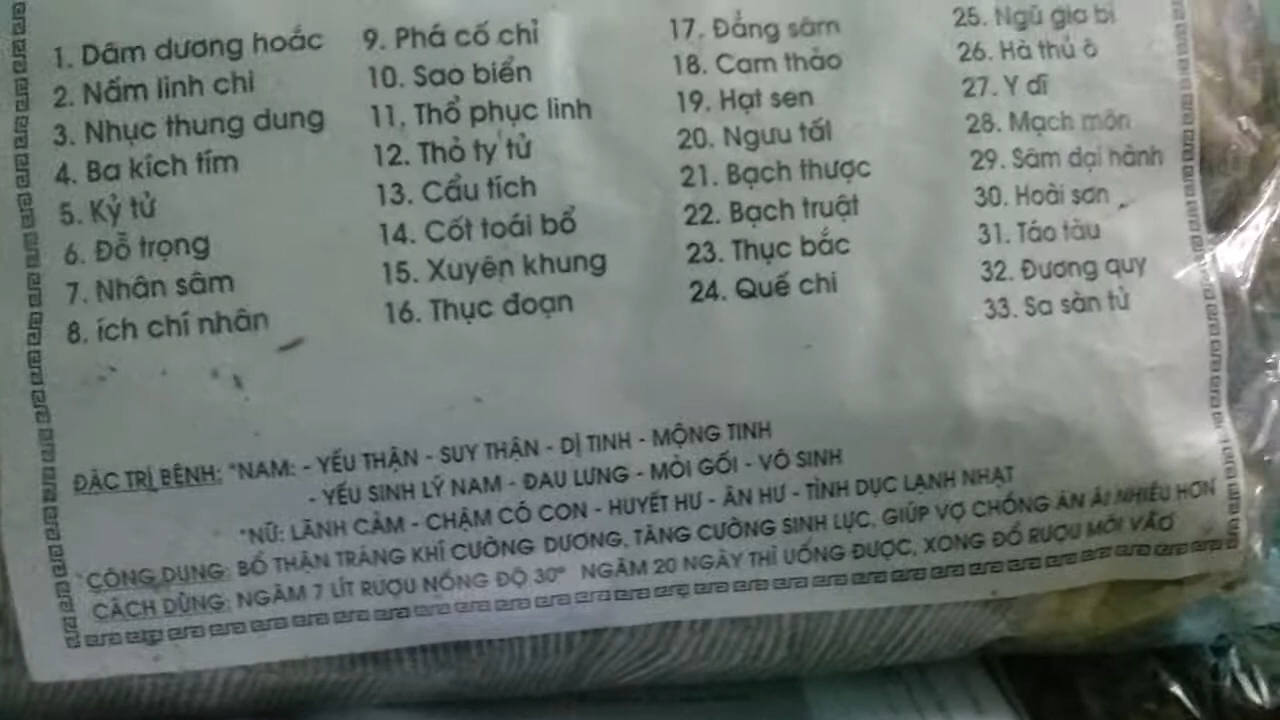 1. Dâm dương hoắc
2. Nấm linh chi
3. Nhục thung dung
4. Ba kích tím
5. Kỷ tử
6. Đỗ trọng
7. Nhân sâm
8. ích chí nhân
9. Phá cố chỉ
10. Sao biển
11. Thổ phục linh
12. Thỏ ty tử
13. Cẩu tích
14. Cốt toái bổ
15. Xuyên khung
16. Thục đoạn
17. Đẳng sâm
18. Cam thảo
19. Hạt sen
20. Ngưu tất
21. Bạch thược
22. Bạch truật
23. Thục bắc
24. Quế chi
25. Ngũ gia bì
26. Hà thủ ô
27. Y dĩ
28. Mạch môn
29. Sâm đại hành
30. Hoài sơn
31. Táo tàu
32. Đương quy
33. Sa sàn tử
ĐẶC TRỊ BỆNH: *NAM: - YẾU THẬN - SUY THẬN - DỊ TINH - MỘNG TINH
- YẾU SINH LÝ NAM - ĐAU LƯNG - MỎI GỐI - VÔ SINH
*NỮ: LÃNH CẢM - CHẬM CÓ CON - HUYẾT HƯ - ÂN HƯ - TÌNH DỤC LẠNH NHẠT
CÔNG DỤNG: BỔ THẬN TRÁNG KHÍ CƯỜNG DƯƠNG, TĂNG CƯỜNG SINH LỰC, GIÚP VỢ CHỒNG ÂN ÁI NHIỀU HƠN
CÁCH DÙNG: NGÂM 7 LÍT RƯỢU NỒNG ĐỘ 30° NGÂM 20 NGÀY THÌ UỐNG ĐƯỢC, XONG ĐỔ RƯỢU MỚI VÀO